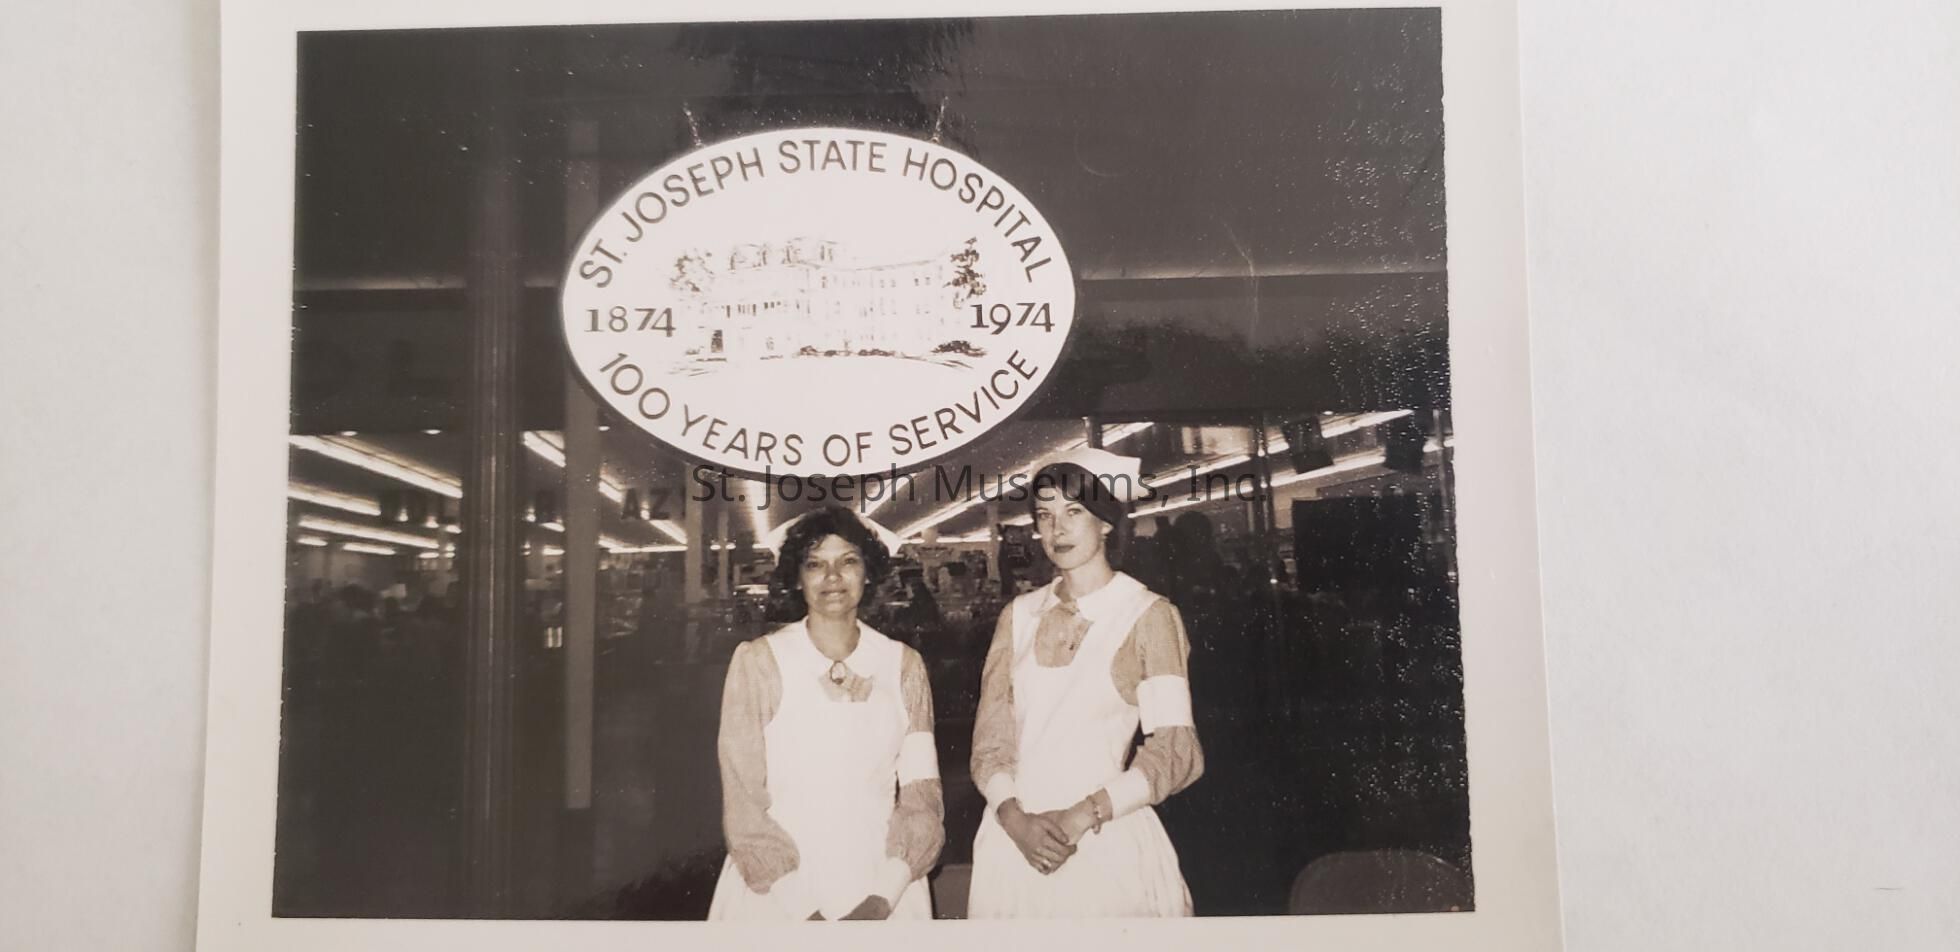 ST. JOSEPH STATE HOSPITAL
1874 1974
100 YEARS OF SERVICE
St. Joseph Museums, Inc.